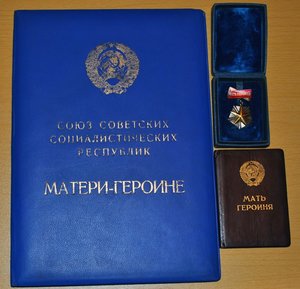 СОЮЗ СОВЕТСКИХ
СОЦИАЛИСТИЧЕСКИХ
РЕСПУБЛИК
МАТЕРИ-ГЕРОИНЕ
МАТЬ
ГЕРОИНЯ